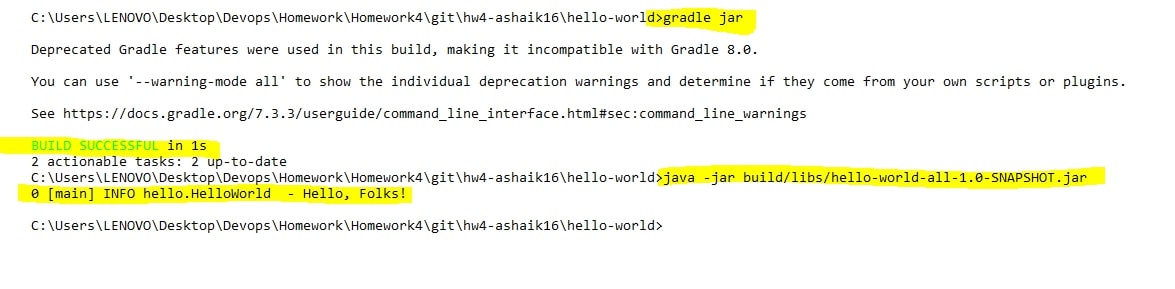 C:\Users\LENOVO\Desktop\Devops\Homework\Homework4\git\hw4-ashaik16\hello-world>gradle jar
Deprecated Gradle features were used in this build, making it incompatible with Gradle 8.0.
You can use '--warning-mode all' to show the individual deprecation warnings and determine if they come from your own scripts or plugins.
See https://docs.gradle.org/7.3.3/userguide/command_line_interface.html#sec:command_line_warnings
BUILD SUCCESSFUL in 1s
2 actionable tasks: 2 up-to-date
C:\Users\LENOVO\Desktop\Devops\Homework\Homework4\git\hw4-ashaik16\hello-world>java -jar build/libs/hello-world-all-1.0-SNAPSHOT.jar
0 [main] INFO hello.HelloWorld  - Hello, Folks!
C:\Users\LENOVO\Desktop\Devops\Homework\Homework4\git\hw4-ashaik16\hello-world>